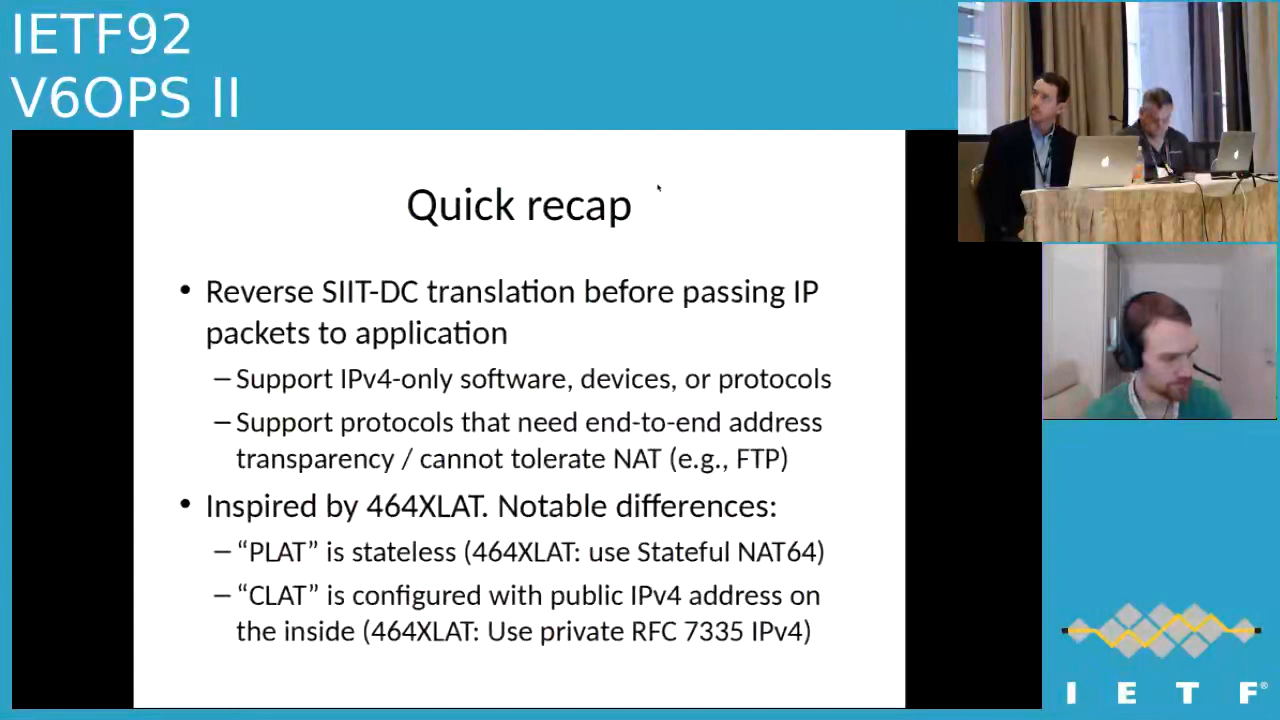 IETF92
V6OPS II
Quick recap
• Reverse SIIT-DC translation before passing IP
packets to application
– Support IPv4-only software, devices, or protocols
– Support protocols that need end-to-end address
transparency / cannot tolerate NAT (e.g., FTP)
• Inspired by 464XLAT. Notable differences:
– “PLAT” is stateless (464XLAT: use Stateful NAT64)
– “CLAT” is configured with public IPv4 address on
the inside (464XLAT: Use private RFC 7335 IPv4)
I E T F®